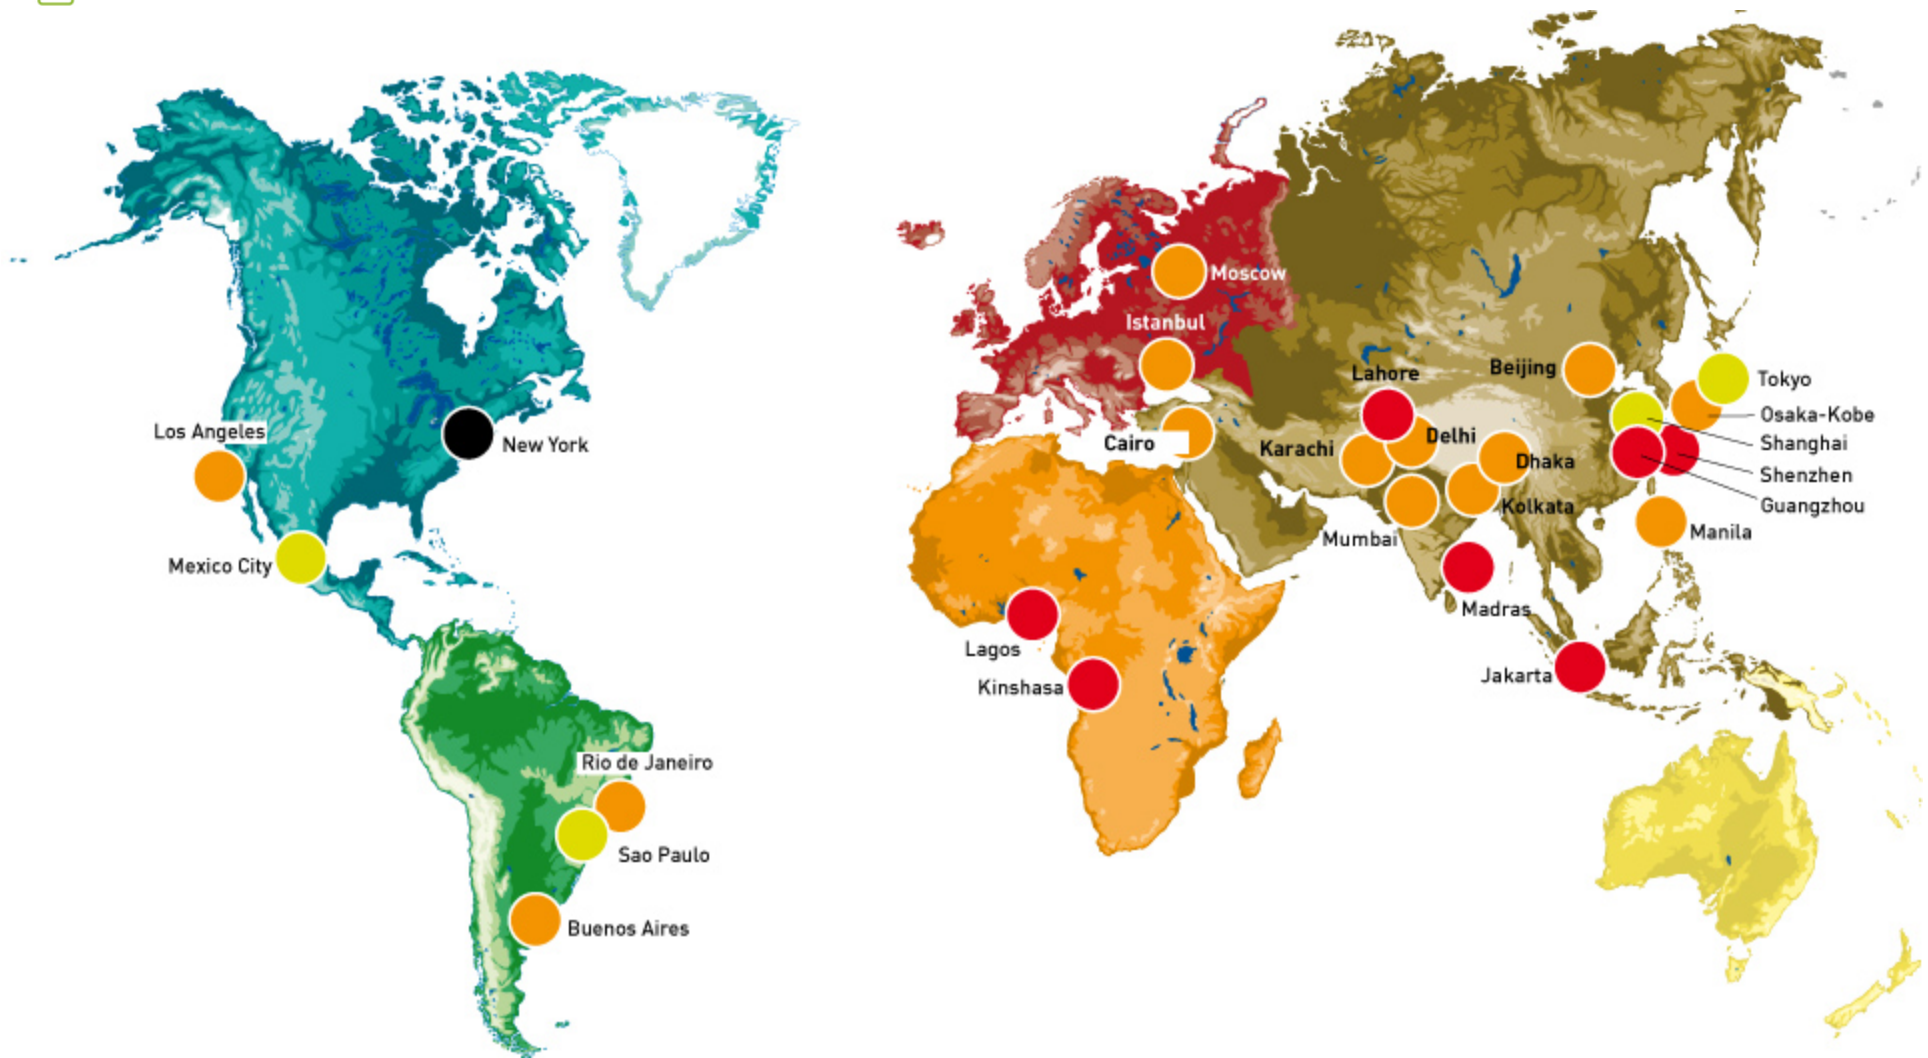 Moscow
Istanbul
Lahore
Beijing
Tokyo
Osaka-Kobe
Los Angeles
New York
Cairo
Karachi
Delhi
Shanghai
Dhaka
Shenzhen
Kolkata
Guangzhou
Mumbai
Manila
Mexico City
Madras
Lagos
Kinshasa
Jakarta
Rio de Janeiro
Sao Paulo
Buenos Aires